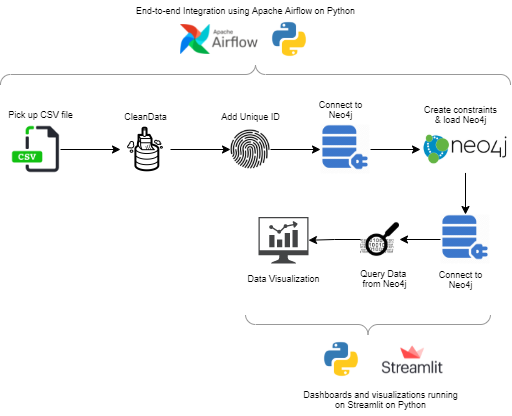 End-to-end Integration using Apache Airflow on Python
Apache
Airflow
Pick up CSV file
CleanData
Add Unique ID
Connect to
Neo4j
Create constraints
& load Neo4j
CSV
neo4j
Data Visualization
Query Data
from Neo4j
Connect to
Neo4j
Streamlit
Dashboards and visualizations running
on Streamlit on Python